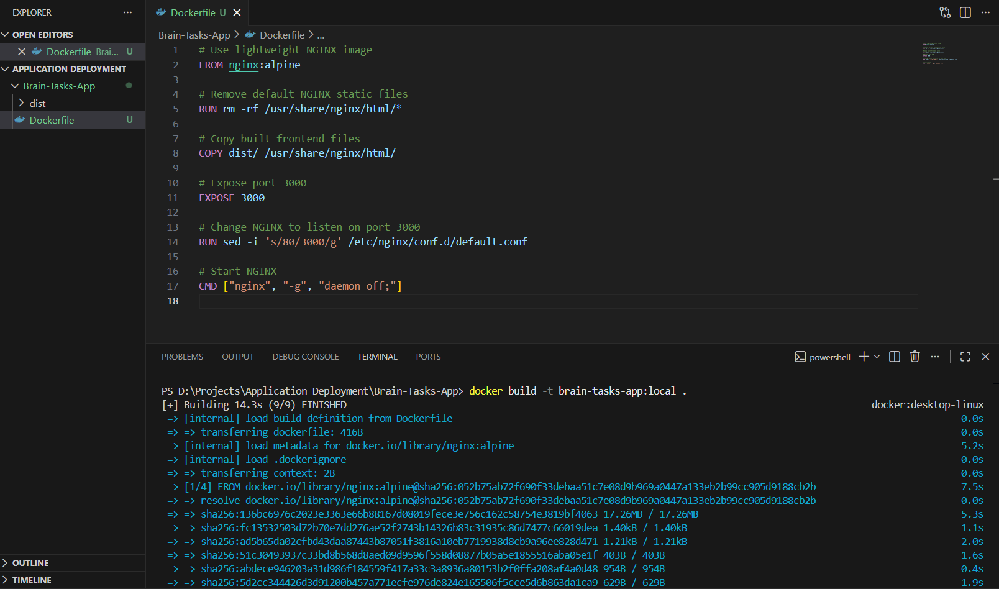 EXPLORER
OPEN EDITORS
Dockerfile Brai... U
APPLICATION DEPLOYMENT
Brain-Tasks-App
dist
Dockerfile U
OUTLINE
TIMELINE
Dockerfile U
Brain-Tasks-App > Dockerfile > ...
1 # Use lightweight NGINX image
2 FROM nginx:alpine
3
4 # Remove default NGINX static files
5 RUN rm -rf /usr/share/nginx/html/*
6
7 # Copy built frontend files
8 COPY dist/ /usr/share/nginx/html/
9
10 # Expose port 3000
11 EXPOSE 3000
12
13 # Change NGINX to listen on port 3000
14 RUN sed -i 's/80/3000/g' /etc/nginx/conf.d/default.conf
15
16 # Start NGINX
17 CMD ["nginx", "-g", "daemon off;"]
18
PROBLEMS OUTPUT DEBUG CONSOLE TERMINAL PORTS powershell
PS D:\Projects\Application Deployment\Brain-Tasks-App> docker build -t brain-tasks-app:local .
[+] Building 14.3s (9/9) FINISHED docker:desktop-linux
=> [internal] load build definition from Dockerfile 0.0s
=> => transferring dockerfile: 416B 0.0s
=> [internal] load metadata for docker.io/library/nginx:alpine 5.2s
=> [internal] load .dockerignore 0.0s
=> => transferring context: 2B 0.0s
=> [1/4] FROM docker.io/library/nginx:alpine@sha256:052b75ab72f690f33debaa51c7e08d9b969a0447a133eb2b99cc905d9188cb2b 7.5s
=> => resolve docker.io/library/nginx:alpine@sha256:052b75ab72f690f33debaa51c7e08d9b969a0447a133eb2b99cc905d9188cb2b 0.0s
=> => sha256:136bc6976c2023e3363e66b88167d08019fece3e756c162c58754e3819bf4063 17.26MB / 17.26MB 5.3s
=> => sha256:fc13532503d72b70e7dd276ae52f2743b14326b83c31935c86d7477c66019dea 1.40kB / 1.40kB 1.1s
=> => sha256:ad5b65da02cfbd43daa87443b87051f3816a10eb7719938d8cb9a96ee828d471 1.21kB / 1.21kB 2.0s
=> => sha256:51c30493937c33bd8b568d8aed09d9596f558d08877b05a5e1855516aba05e1f 403B / 403B 1.6s
=> => sha256:abdece946203a31d986f184559f417a33c3a8936a80153b2f0ffa208af4a0d48 954B / 954B 0.4s
=> => sha256:5d2cc344426d3d91200b457a771ecfe976de824e165506f5cce5d6b863da1ca9 629B / 629B 1.9s